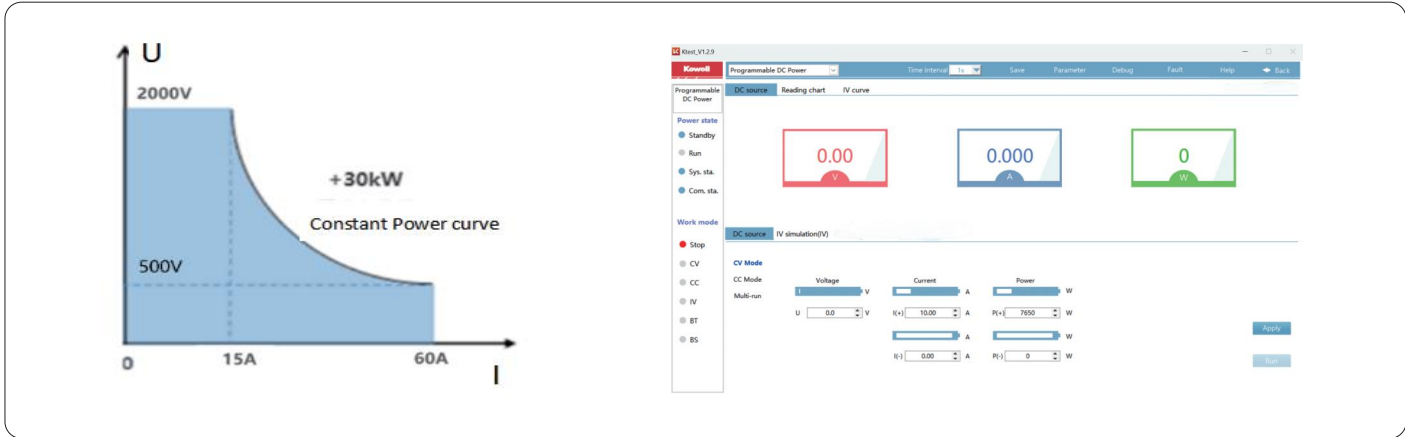 U
2000V
+30kW
Constant Power curve
500V
0
15A
60A
I
Ktest_V1.2.9
Kewell
Programmable DC Power
Time interval
1s
Save
Parameter
Debug
Fault
Help
Back
Programmable
DC Power
DC source
Reading chart
IV curve
Power state
Standby
Run
Sys. sta.
Com. sta.
0.00
V
0.000
A
0
W
Work mode
Stop
CV
CC
IV
BT
BS
DC source
IV simulation(IV)
CV Mode
CC Mode
Multi-run
Voltage
Current
Power
V
A
W
U 0.0 V
I(+) 10.00 A
P(+) 7650 W
A
W
I(-) 0.00 A
P(-) 0 W
Apply
Run